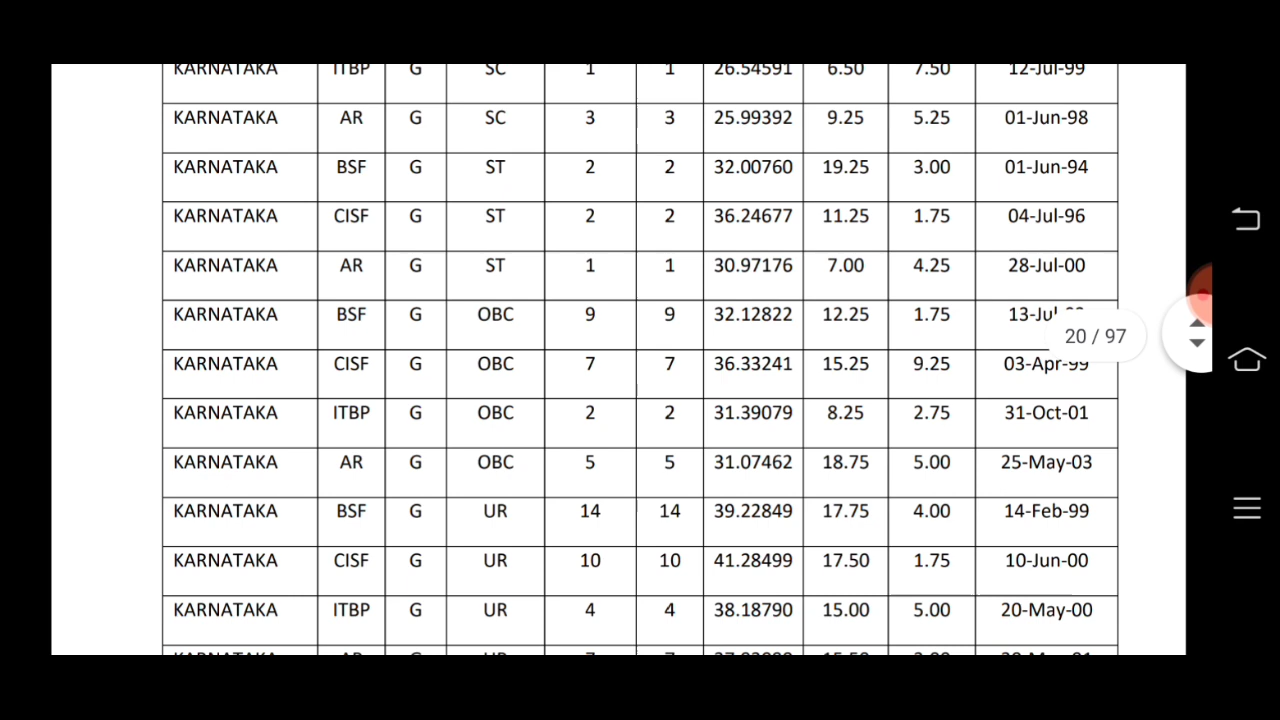 KARNATAKA ITBP G SC 1 1 26.54591 6.50 7.50 12-Jul-99
KARNATAKA AR G SC 3 3 25.99392 9.25 5.25 01-Jun-98
KARNATAKA BSF G ST 2 2 32.00760 19.25 3.00 01-Jun-94
KARNATAKA CISF G ST 2 2 36.24677 11.25 1.75 04-Jul-96
KARNATAKA AR G ST 1 1 30.97176 7.00 4.25 28-Jul-00
KARNATAKA BSF G OBC 9 9 32.12822 12.25 1.75
20 / 97
KARNATAKA CISF G OBC 7 7 36.33241 15.25 9.25 03-Apr-99
KARNATAKA ITBP G OBC 2 2 31.39079 8.25 2.75 31-Oct-01
KARNATAKA AR G OBC 5 5 31.07462 18.75 5.00 25-May-03
KARNATAKA BSF G UR 14 14 39.22849 17.75 4.00 14-Feb-99
KARNATAKA CISF G UR 10 10 41.28499 17.50 1.75 10-Jun-00
KARNATAKA ITBP G UR 4 4 38.18790 15.00 5.00 20-May-00